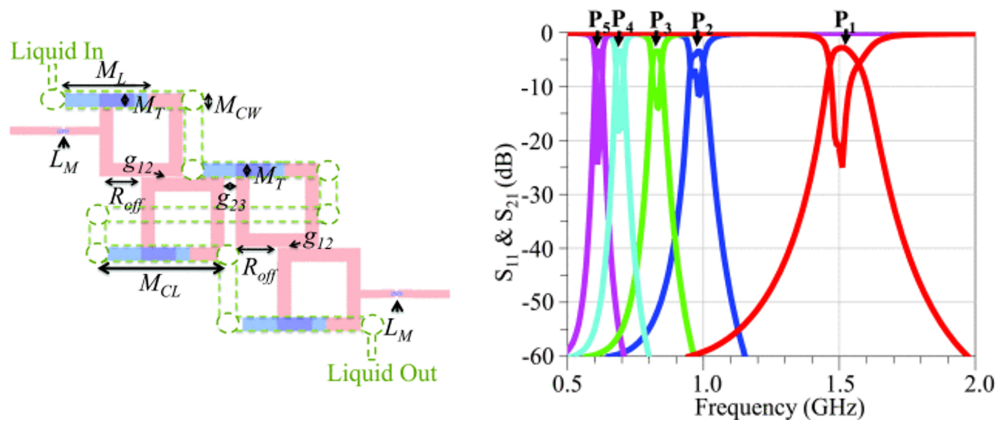 Liquid In
M_L
M_T
M_CW
L_M
g_12
M_T
R_off
g_23
g_12
R_off
M_CL
L_M
Liquid Out
P_5 P_4 P_3 P_2 P_1
S_11 & S_21 (dB)
0
-10
-20
-30
-40
-50
-60
0.5 1.0 1.5 2.0
Frequency (GHz)